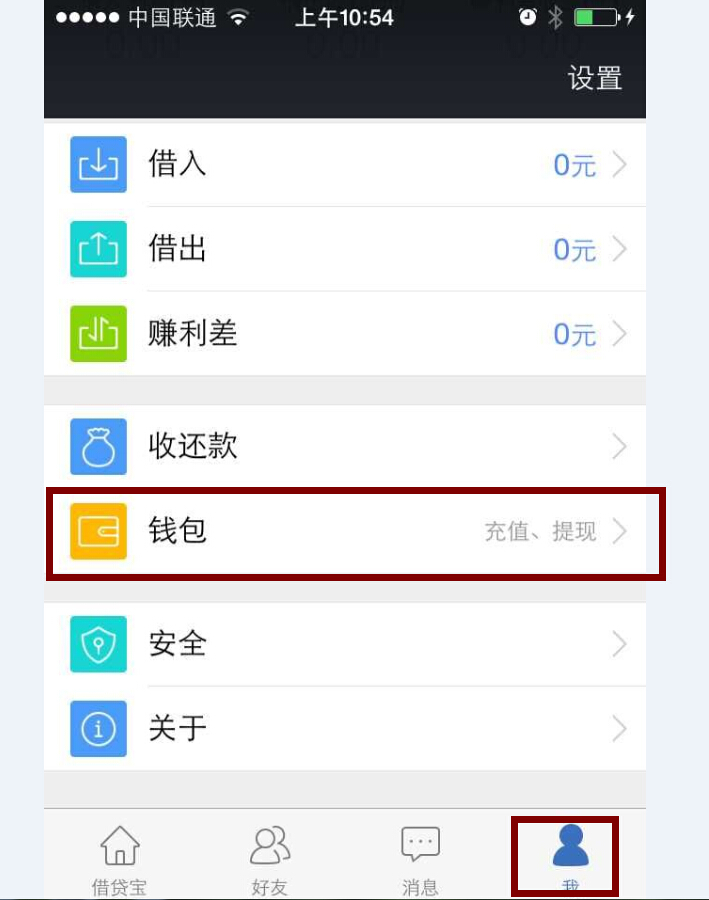 中国联通 上午10:54
设置
借入 0元
借出 0元
赚利差 0元
收还款
钱包 充值、提现
安全
关于
借贷宝 好友 消息 我